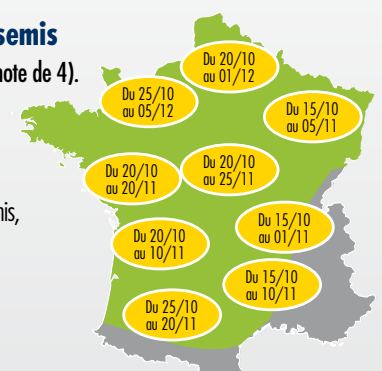 semis
note de 4).
Du 20/10
au 01/12
Du 25/10
au 05/12
Du 15/10
au 05/11
Du 20/10
au 20/11
Du 20/10
au 25/11
nis,
Du 20/10
au 10/11
Du 15/10
au 01/11
Du 15/10
au 10/11
Du 25/10
au 20/11